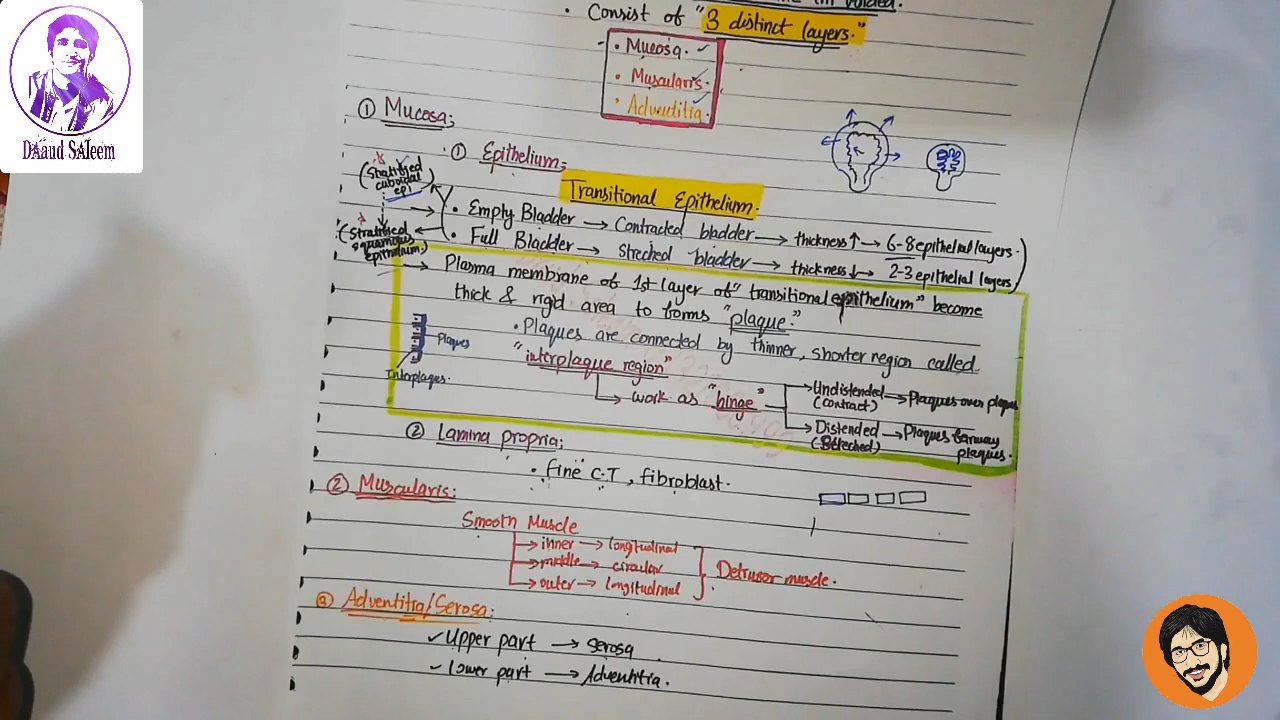 Daaud Saleem
• Consist of "3 distinct layers."
• Mucosa.
• Muscularis.
• Adventitia.
① Mucosa;
① Epithelium:
Transitional Epithelium.
(Stratified cuboidal epi)
• Empty Bladder → Contracted bladder → thickness↑ → 6-8 epithelial layers.
(Stratified squamous epithelium.)
• Full Bladder → Streched bladder → thickness↓ → 2-3 epithelial layers
→ Plasma membrane of 1st layer of "transitional epithelium" become
thick & rigid area to forms "plaque."
• Plaques are connected by thinner, shorter region called
"interplaque region"
Plaques
Interplaques.
→ work as "hinge"
→ Undistended (contract) → Plaques over plaques
→ Distended (Streched) → Plaques faraway plaques.
② Lamina propria;
• fine C.T, fibroblast.
② Muscularis:
Smooth Muscle
→ inner → longitudinal
→ middle → circular
→ outer → longitudinal
Detrusor muscle.
③ Adventitia/Serosa:
✓ Upper part → Serosa
✓ lower part → Adventitia.